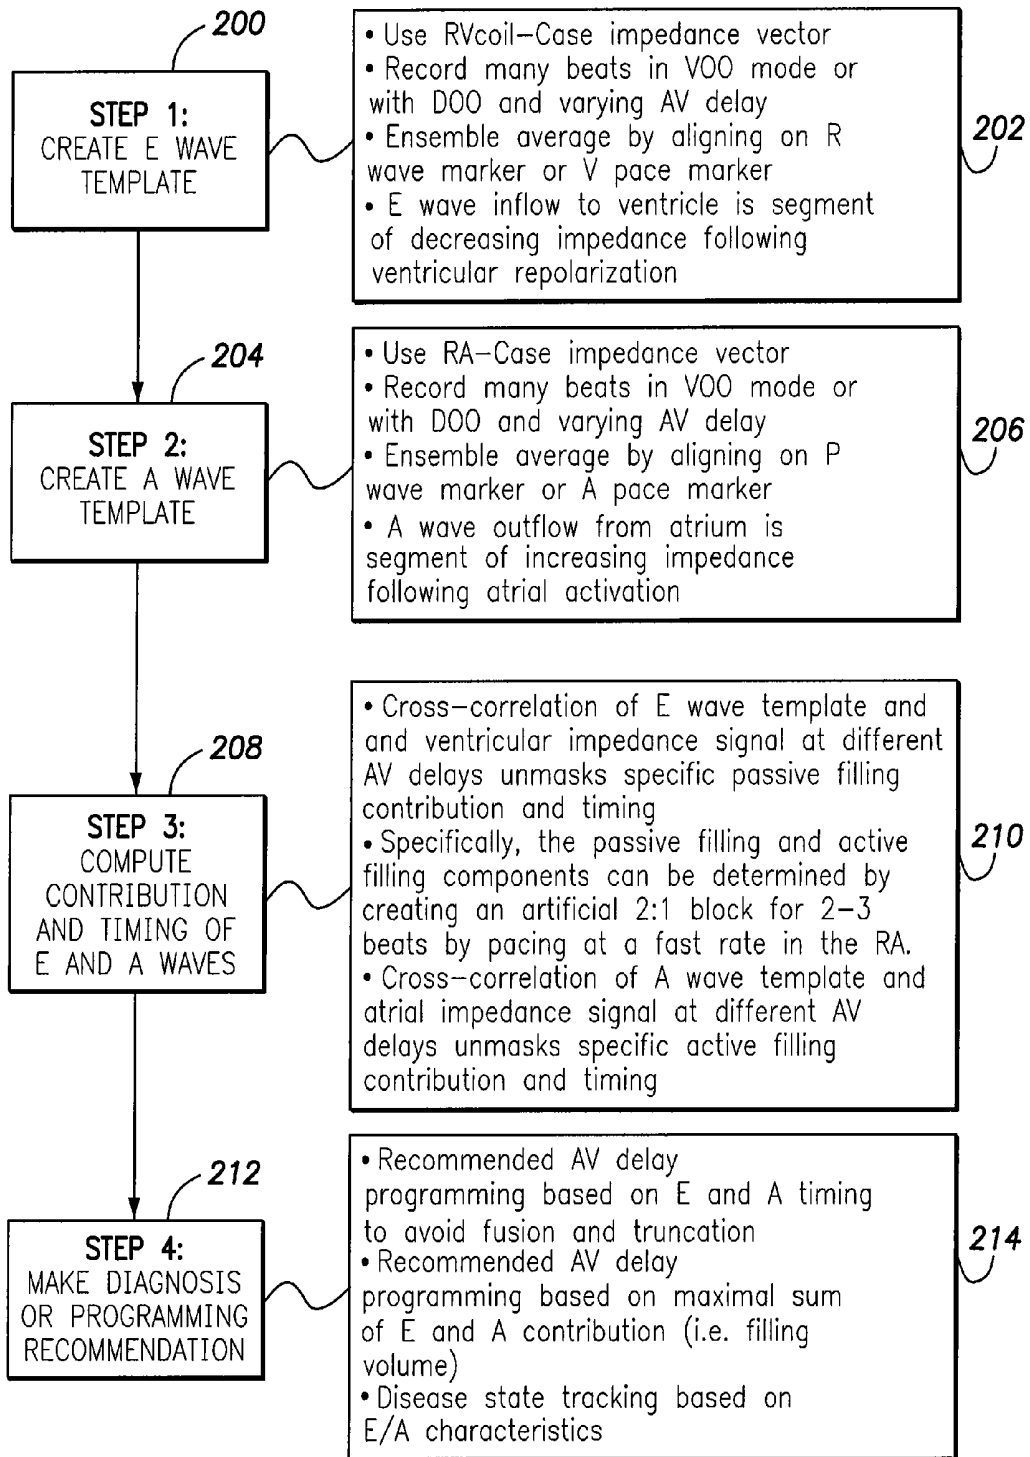 200
STEP 1:
CREATE E WAVE
TEMPLATE
• Use RVcoil-Case impedance vector
• Record many beats in VOO mode or
with DOO and varying AV delay
• Ensemble average by aligning on R
wave marker or V pace marker
• E wave inflow to ventricle is segment
of decreasing impedance following
ventricular repolarization
202
204
STEP 2:
CREATE A WAVE
TEMPLATE
• Use RA-Case impedance vector
• Record many beats in VOO mode or
with DOO and varying AV delay
• Ensemble average by aligning on P
wave marker or A pace marker
• A wave outflow from atrium is
segment of increasing impedance
following atrial activation
206
208
STEP 3:
COMPUTE
CONTRIBUTION
AND TIMING OF
E AND A WAVES
• Cross-correlation of E wave template and
and ventricular impedance signal at different
AV delays unmasks specific passive filling
contribution and timing
• Specifically, the passive filling and active
filling components can be determined by
creating an artificial 2:1 block for 2-3
beats by pacing at a fast rate in the RA.
• Cross-correlation of A wave template and
atrial impedance signal at different AV
delays unmasks specific active filling
contribution and timing
210
212
STEP 4:
MAKE DIAGNOSIS
OR PROGRAMMING
RECOMMENDATION
• Recommended AV delay
programming based on E and A timing
to avoid fusion and truncation
• Recommended AV delay
programming based on maximal sum
of E and A contribution (i.e. filling
volume)
• Disease state tracking based on
E/A characteristics
214